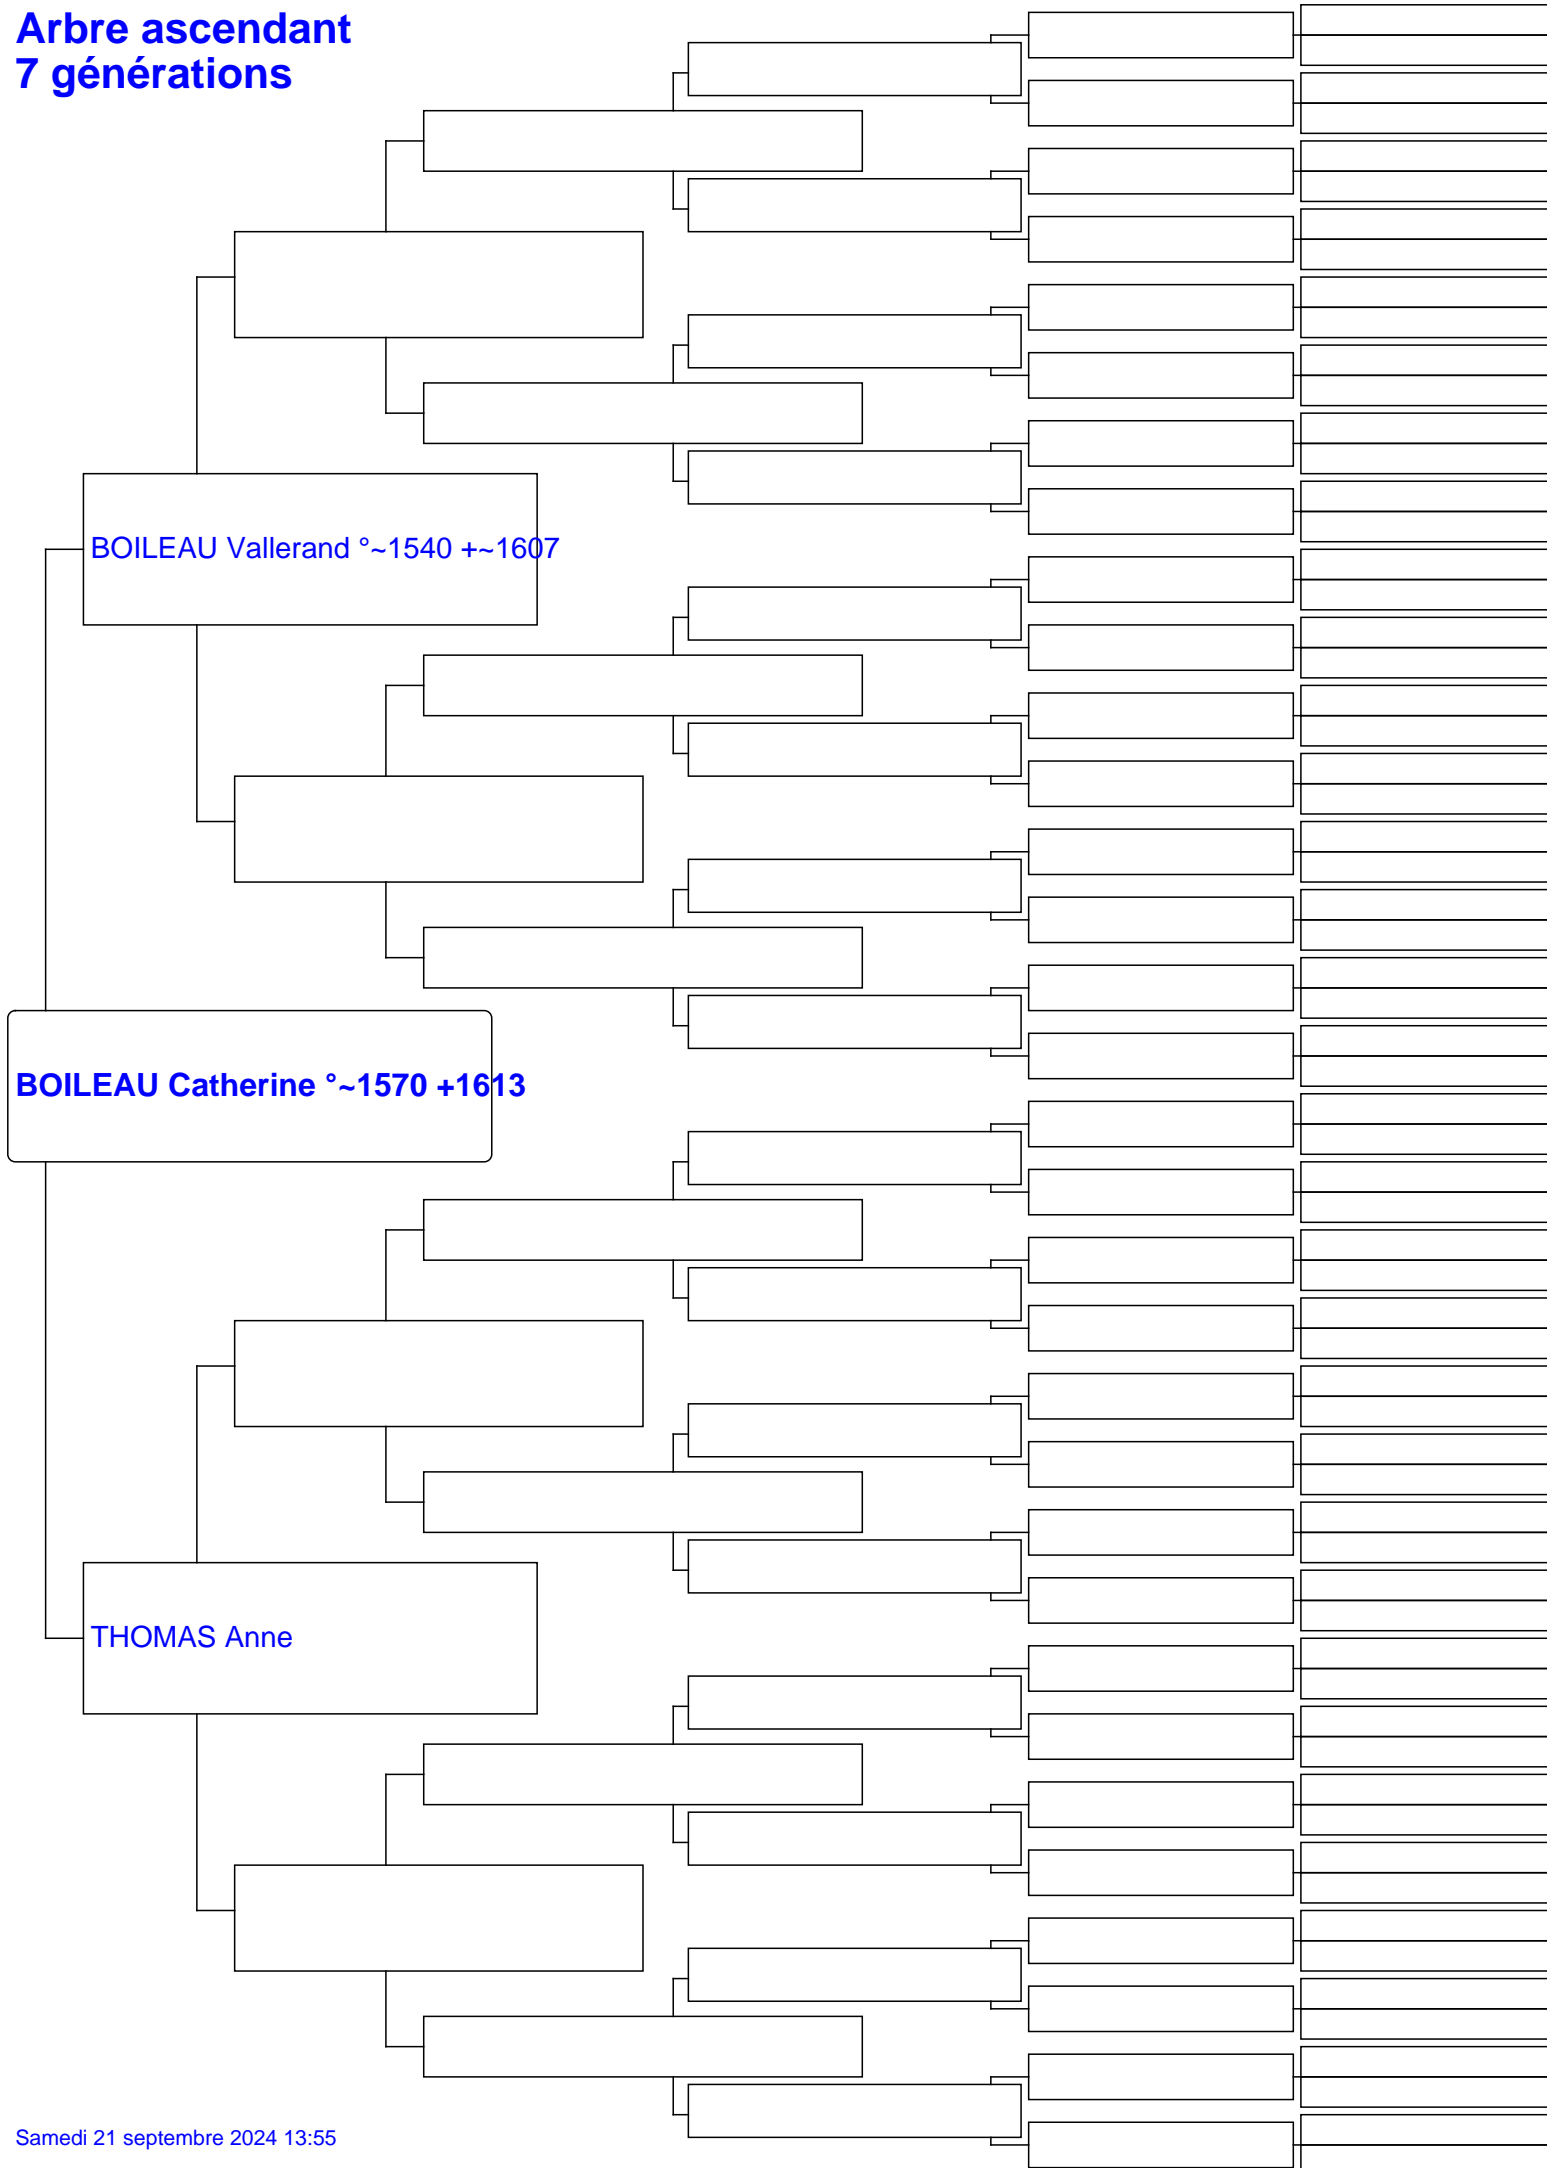 Arbre ascendant
7 générations
BOILEAU Vallerand °~1540 +~1607
BOILEAU Catherine °~1570 +1613
THOMAS Anne
Samedi 21 septembre 2024 13:55